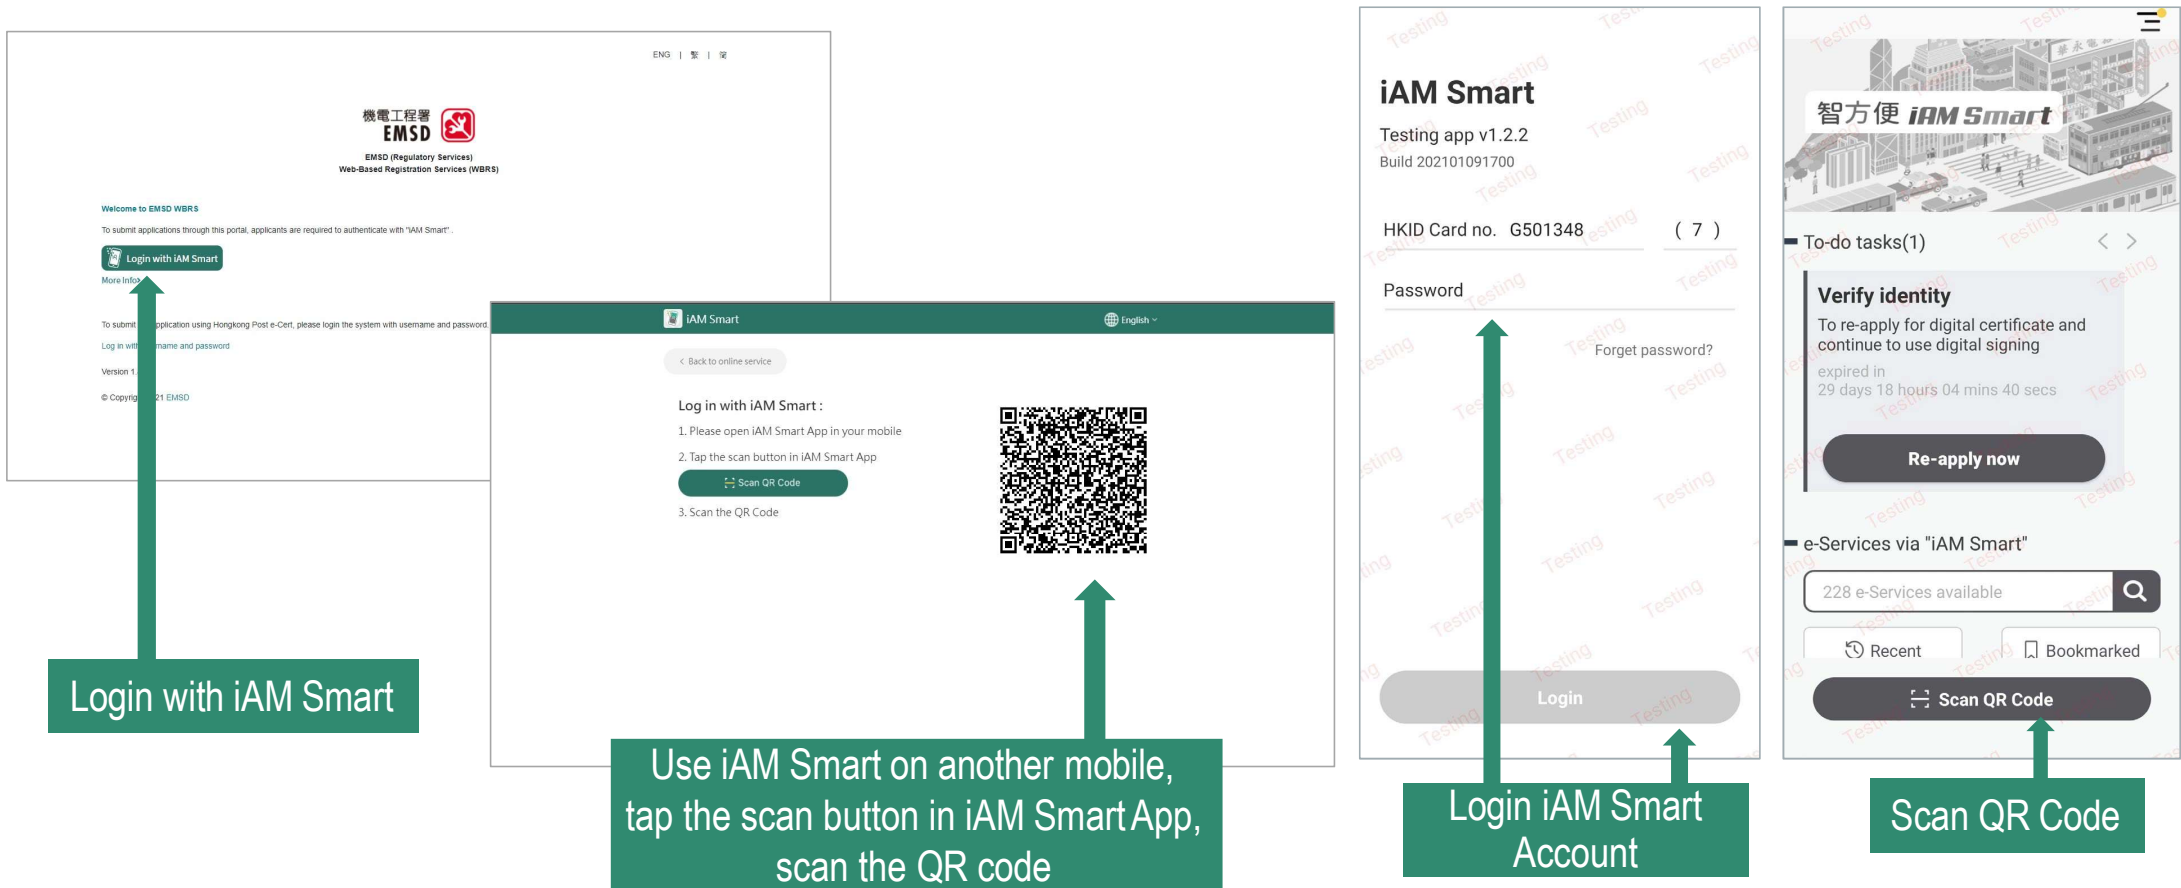 ENG | 繁 | 简
機電工程署
EMSD
EMSD (Regulatory Services)
Web-Based Registration Services (WBRS)
Welcome to EMSD WBRS
To submit applications through this portal, applicants are required to authenticate with "iAM Smart" .
Login with iAM Smart
More Info
To submit application using Hongkong Post e-Cert, please login the system with username and password.
Log in with name and password
Version 1.
© Copyrig 21 EMSD
Login with iAM Smart
iAM Smart
English
< Back to online service
Log in with iAM Smart :
1. Please open iAM Smart App in your mobile
2. Tap the scan button in iAM Smart App
Scan QR Code
3. Scan the QR Code
Use iAM Smart on another mobile,
tap the scan button in iAM Smart App,
scan the QR code
iAM Smart
Testing app v1.2.2
Build 202101091700
HKID Card no. G501348 ( 7 )
Password
Forget password?
Login
Testing
Login iAM Smart
Account
智方便 iAM Smart
To-do tasks(1) < >
Verify identity
To re-apply for digital certificate and
continue to use digital signing
expired in
29 days 18 hours 04 mins 40 secs
Re-apply now
e-Services via "iAM Smart"
228 e-Services available
Recent
Bookmarked
Scan QR Code
Testing
Scan QR Code